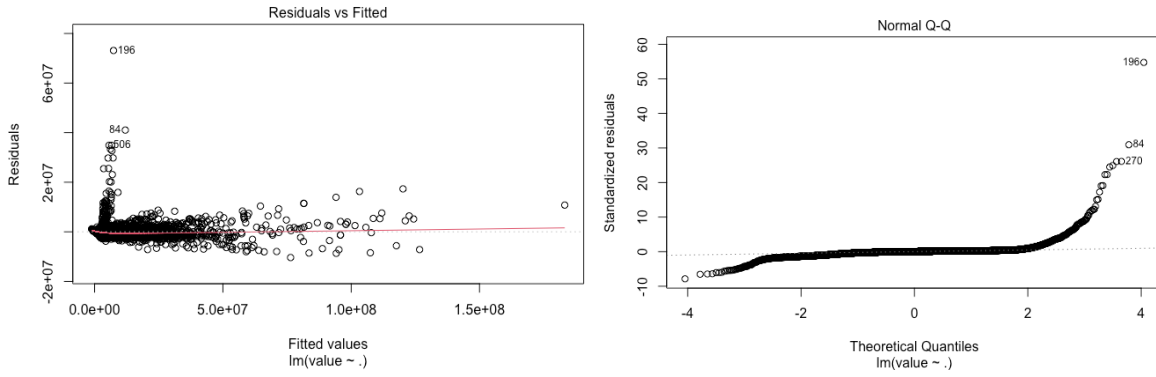 Residuals vs Fitted
Residuals
-2e+07
2e+07
6e+07
196
84
506
0.0e+00
5.0e+07
1.0e+08
1.5e+08
Fitted values
lm(value ~ .)
Normal Q-Q
Standardized residuals
-10
0
10
20
30
40
50
60
196
84
270
-4
-2
0
2
4
Theoretical Quantiles
lm(value ~ .)